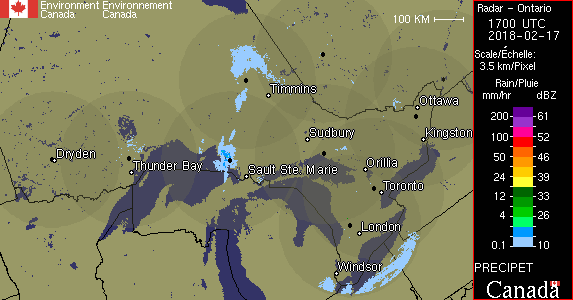 Environment Environnement
Canada Canada
100 KM
Timmins
Ottawa
Sudbury
Kingston
Dryden
Thunder Bay
Sault Ste. Marie
Orillia
Toronto
London
Windsor
Radar - Ontario
1700 UTC
2018-02-17
Scale/Échelle:
3.5 km/Pixel
Rain/Pluie
mm/hr dBZ
200 61
100 52
50 46
24 39
12 33
4 26
0.1 10
PRECIPET
Canada